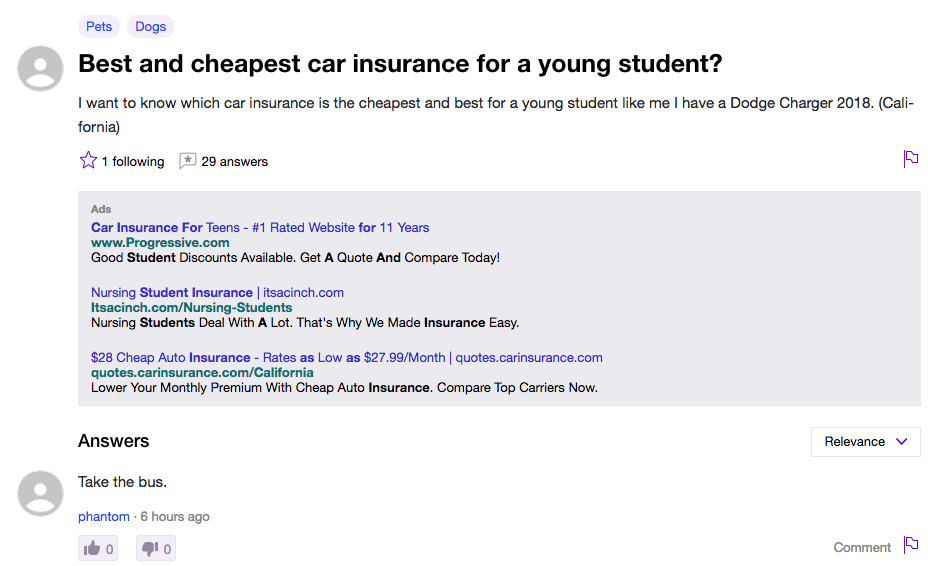 Pets Dogs
Best and cheapest car insurance for a young student?
I want to know which car insurance is the cheapest and best for a young student like me I have a Dodge Charger 2018. (Cali-
fornia)
1 following 29 answers
Ads
Car Insurance For Teens - #1 Rated Website for 11 Years
www.Progressive.com
Good Student Discounts Available. Get A Quote And Compare Today!
Nursing Student Insurance | itsacinch.com
Itsacinch.com/Nursing-Students
Nursing Students Deal With A Lot. That's Why We Made Insurance Easy.
$28 Cheap Auto Insurance - Rates as Low as $27.99/Month | quotes.carinsurance.com
quotes.carinsurance.com/California
Lower Your Monthly Premium With Cheap Auto Insurance. Compare Top Carriers Now.
Answers
Relevance
Take the bus.
phantom · 6 hours ago
0 0
Comment